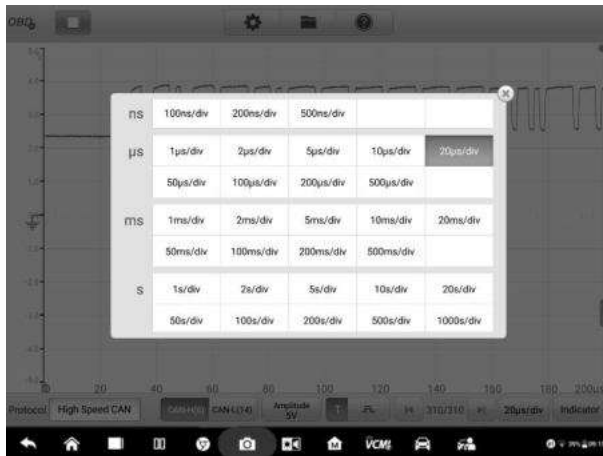 OBD
ns 100ns/div 200ns/div 500ns/div
μs 1μs/div 2μs/div 5μs/div 10μs/div 20μs/div
50μs/div 100μs/div 200μs/div 500μs/div
ms 1ms/div 2ms/div 5ms/div 10ms/div 20ms/div
50ms/div 100ms/div 200ms/div 500ms/div
s 1s/div 2s/div 5s/div 10s/div 20s/div
50s/div 100s/div 200s/div 500s/div 1000s/div
20 40 60 80 100 120 140 160 180 200us
Protocol High Speed CAN CAN-H(6) CAN-L(14) Amplitude 5V T 310/310 20μs/div Indicator
VCMI